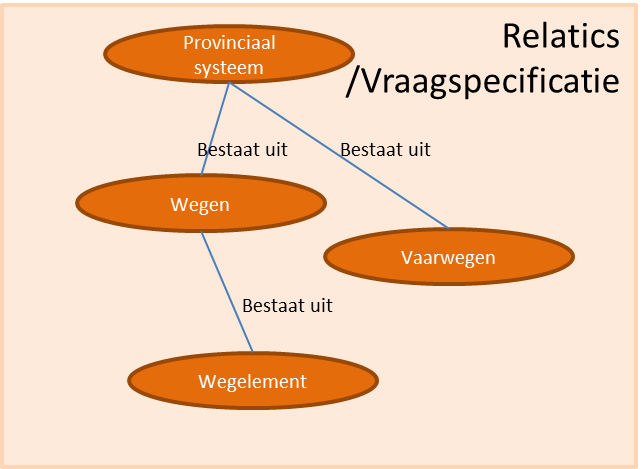 Relatics
/Vraagspecificatie
Provinciaal
systeem
Bestaat uit
Bestaat uit
Wegen
Vaarwegen
Bestaat uit
Wegelement